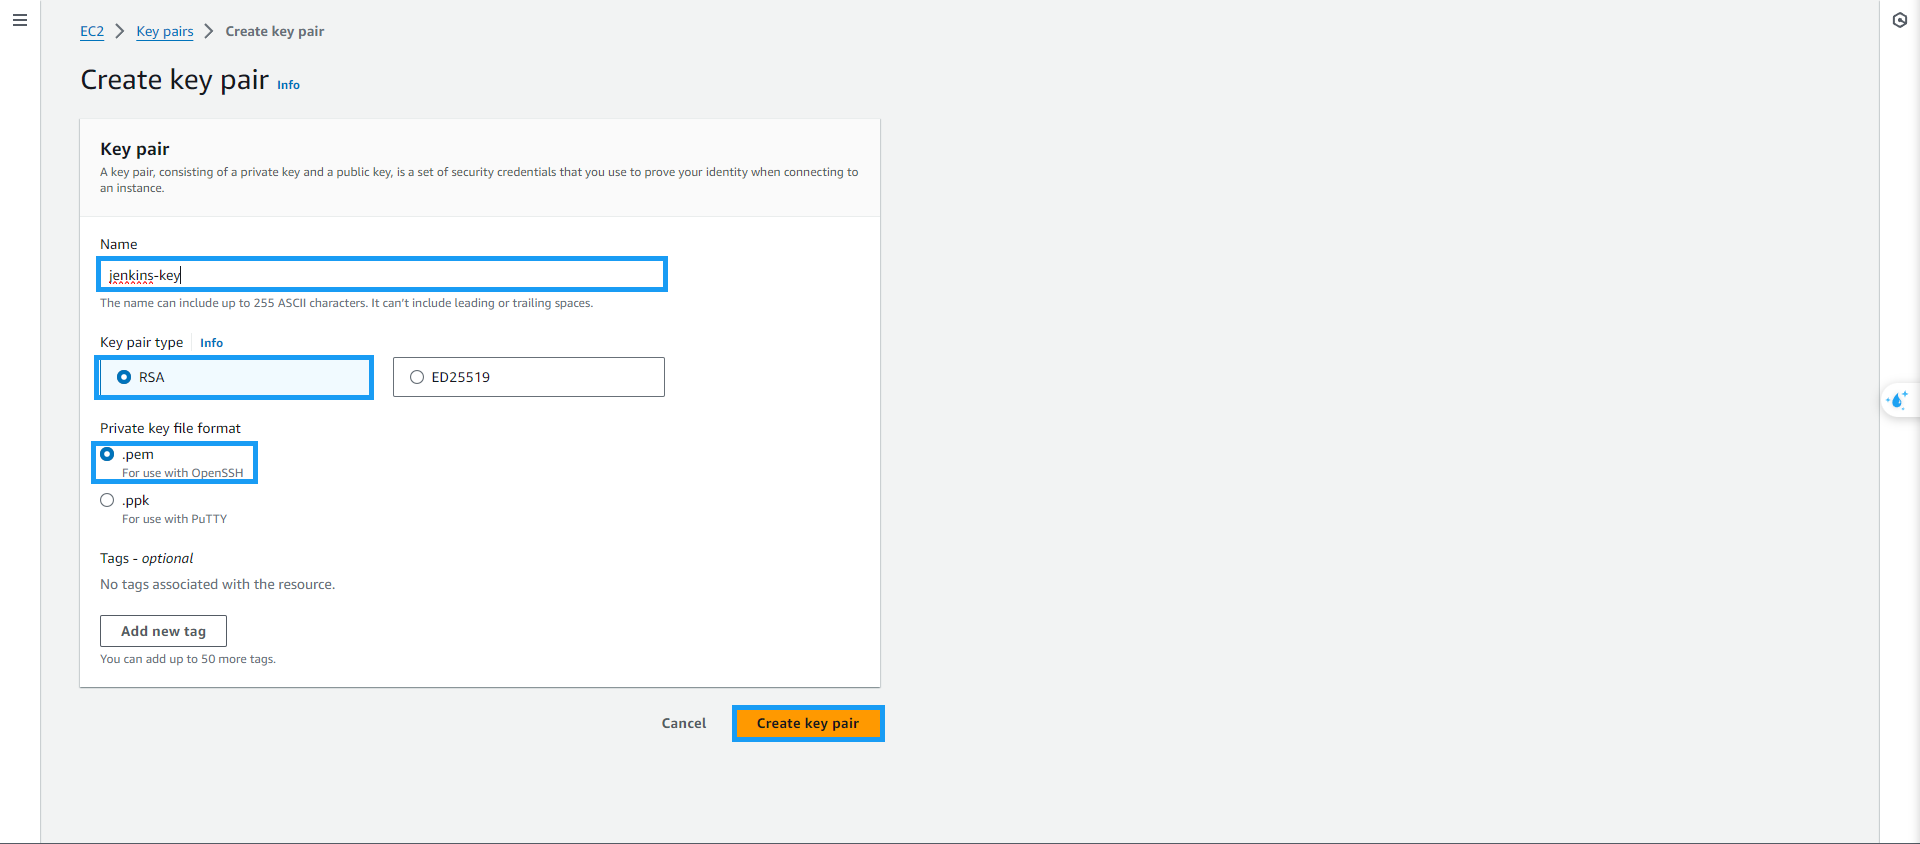 EC2 > Key pairs > Create key pair
Create key pair Info
Key pair
A key pair, consisting of a private key and a public key, is a set of security credentials that you use to prove your identity when connecting to
an instance.
Name
jenkins-key
The name can include up to 255 ASCII characters. It can't include leading or trailing spaces.
Key pair type Info
RSA ED25519
Private key file format
.pem
For use with OpenSSH
.ppk
For use with PuTTY
Tags - optional
No tags associated with the resource.
Add new tag
You can add up to 50 more tags.
Cancel Create key pair